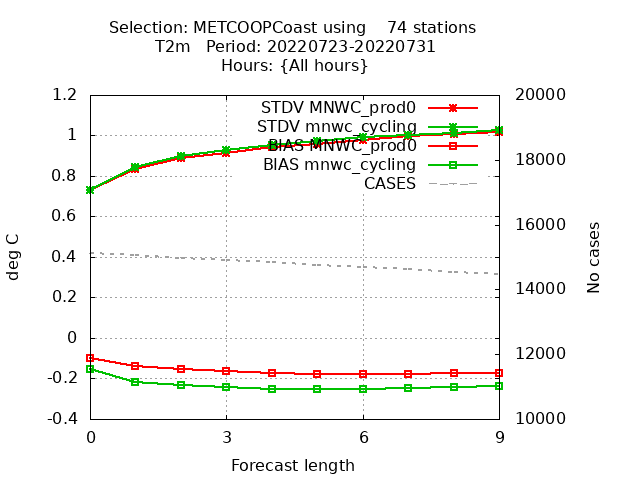 Selection: METCOOPCoast using    74 stations
T2m   Period: 20220723-20220731
Hours: {All hours}
STDV MNWC_prod0
STDV mnwc_cycling
BIAS MNWC_prod0
BIAS mnwc_cycling
CASES
1.2
1
0.8
0.6
0.4
0.2
0
-0.2
-0.4
deg C
20000
18000
16000
14000
12000
10000
No cases
0
3
6
9
Forecast length